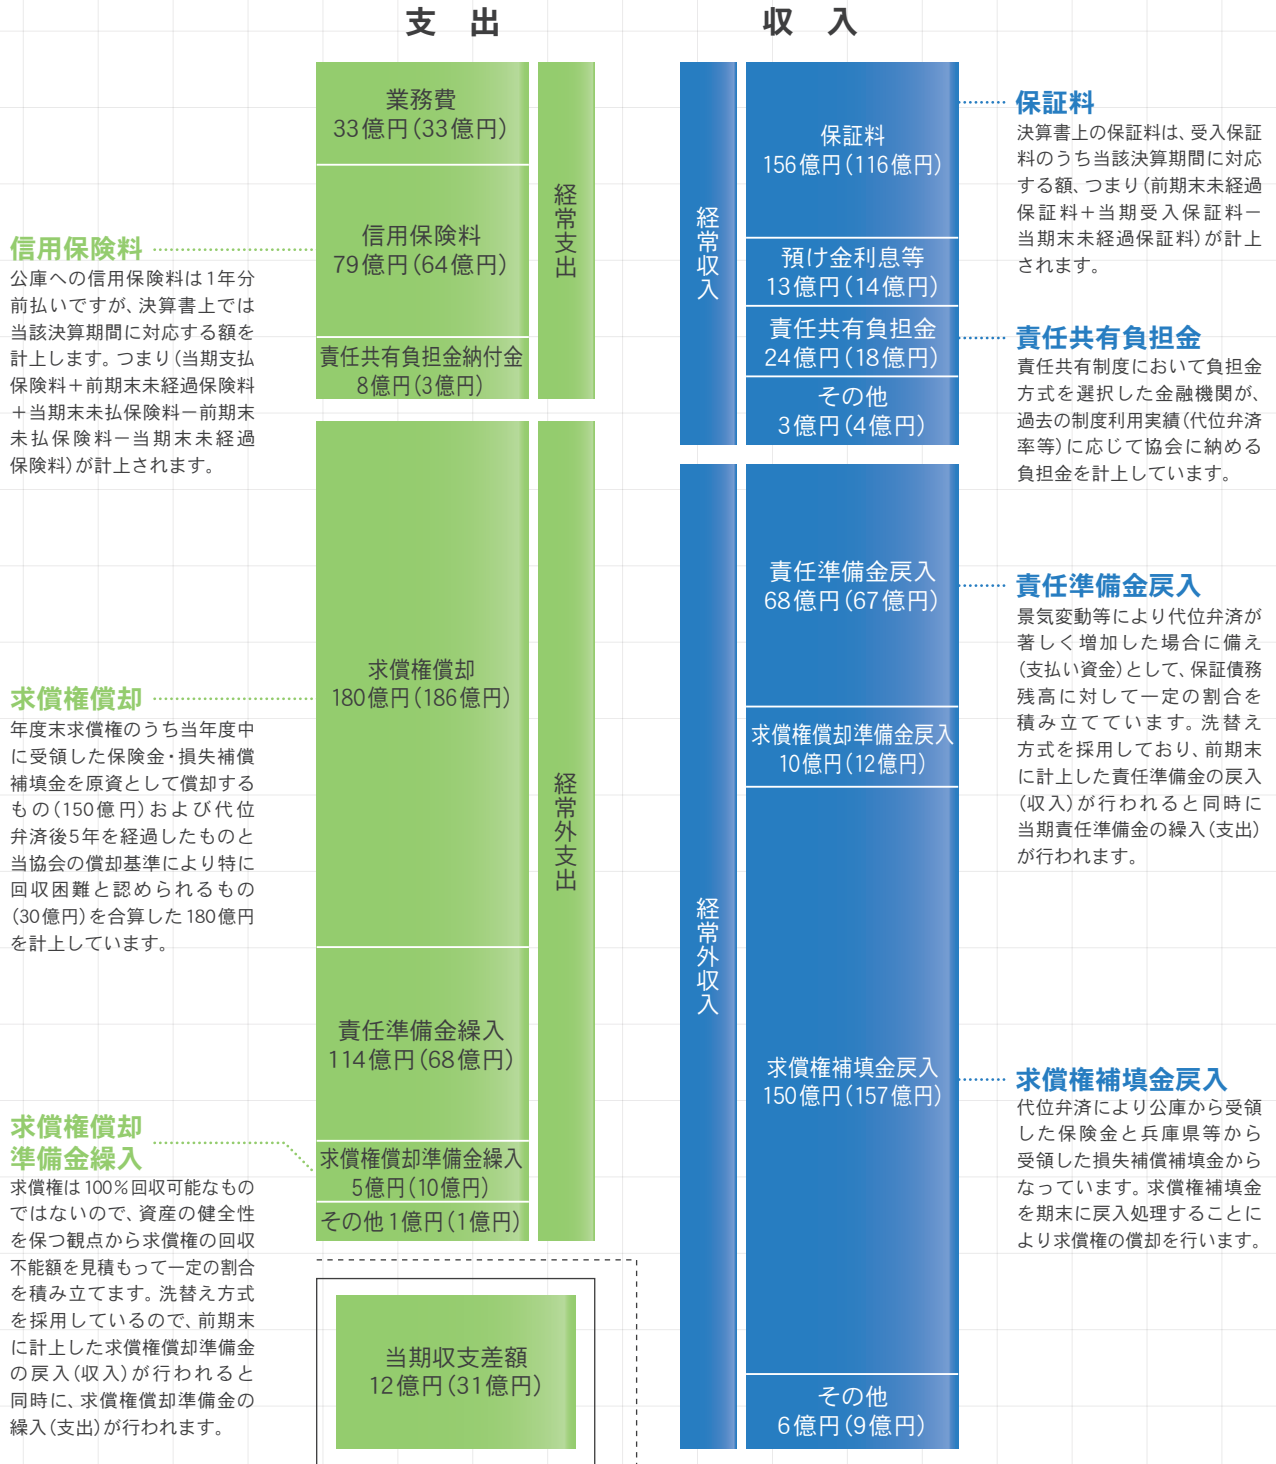 支出
収入
業務費
33億円(33億円)
信用保険料
79億円(64億円)
責任共有負担金納付金
8億円(3億円)
経常支出
求償権償却
180億円(186億円)
責任準備金繰入
114億円(68億円)
求償権償却準備金繰入
5億円(10億円)
その他 1億円(1億円)
経常外支出
当期収支差額
12億円(31億円)
経常収入
保証料
156億円(116億円)
預け金利息等
13億円(14億円)
責任共有負担金
24億円(18億円)
その他
3億円(4億円)
経常外収入
責任準備金戻入
68億円(67億円)
求償権償却準備金戻入
10億円(12億円)
求償権補填金戻入
150億円(157億円)
その他
6億円(9億円)
信用保険料
公庫への信用保険料は1年分
前払いですが、決算書上では
当該決算期間に対応する額を
計上します。つまり(当期支払
保険料+前期末未経過保険料
+当期末未払保険料-前期末
未払保険料-当期末未経過
保険料)が計上されます。
求償権償却
年度末求償権のうち当年度中
に受領した保険金・損失補償
補填金を原資として償却する
もの(150億円)および代位
弁済後5年を経過したものと
当協会の償却基準により特に
回収困難と認められるもの
(30億円)を合算した180億円
を計上しています。
求償権償却
準備金繰入
求償権は100%回収可能なもの
ではないので、資産の健全性
を保つ観点から求償権の回収
不能額を見積もって一定の割合
を積み立てます。洗替え方式
を採用しているので、前期末
に計上した求償権償却準備金
の戻入(収入)が行われると
同時に、求償権償却準備金の
繰入(支出)が行われます。
保証料
決算書上の保証料は、受入保証
料のうち当該決算期間に対応
する額、つまり(前期末未経過
保証料+当期受入保証料-
当期末未経過保証料)が計上
されます。
責任共有負担金
責任共有制度において負担金
方式を選択した金融機関が、
過去の制度利用実績(代位弁済
率等)に応じて協会に納める
負担金を計上しています。
責任準備金戻入
景気変動等により代位弁済が
著しく増加した場合に備え
(支払い資金)として、保証債務
残高に対して一定の割合を
積み立てています。洗替え
方式を採用しており、前期末
に計上した責任準備金の戻入
(収入)が行われると同時に
当期責任準備金の繰入(支出)
が行われます。
求償権補填金戻入
代位弁済により公庫から受領
した保険金と兵庫県等から
受領した損失補償補填金から
なっています。求償権補填金
を期末に戻入処理することに
より求償権の償却を行います。